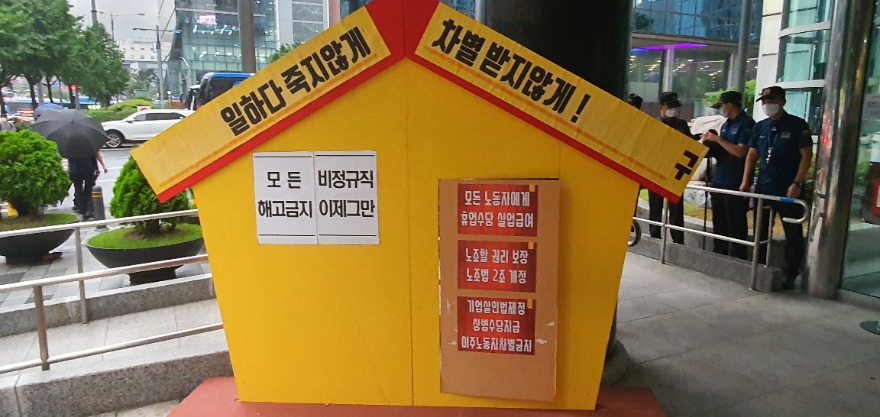 일하다 죽지않게
차별 받지않게!
구
모든
해고금지
비정규직
이제그만
모든 노동자에게
휴업수당 실업급여
노조할 권리 보장
노조법 2조 개정
기업살인법제정
상병수당지급
이주노동자차별금지